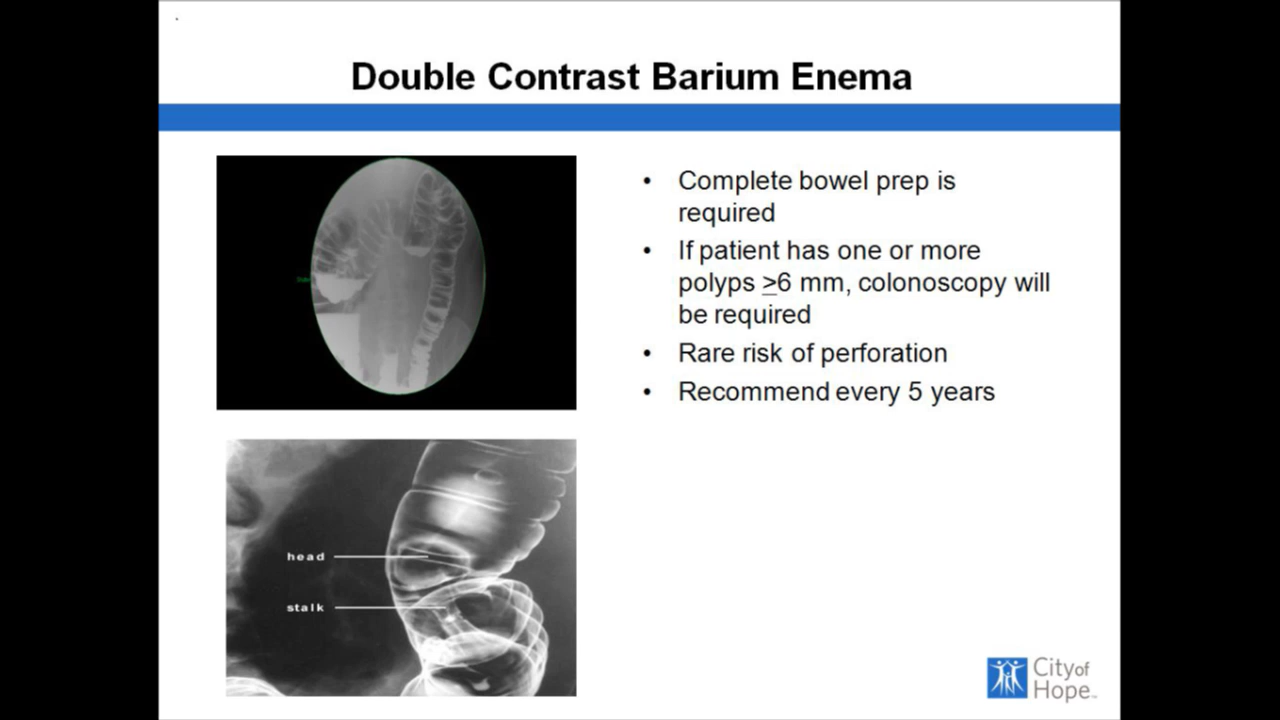 Double Contrast Barium Enema
• Complete bowel prep is
required
• If patient has one or more
polyps ≥6 mm, colonoscopy will
be required
• Rare risk of perforation
• Recommend every 5 years
head
stalk
City of
Hope™